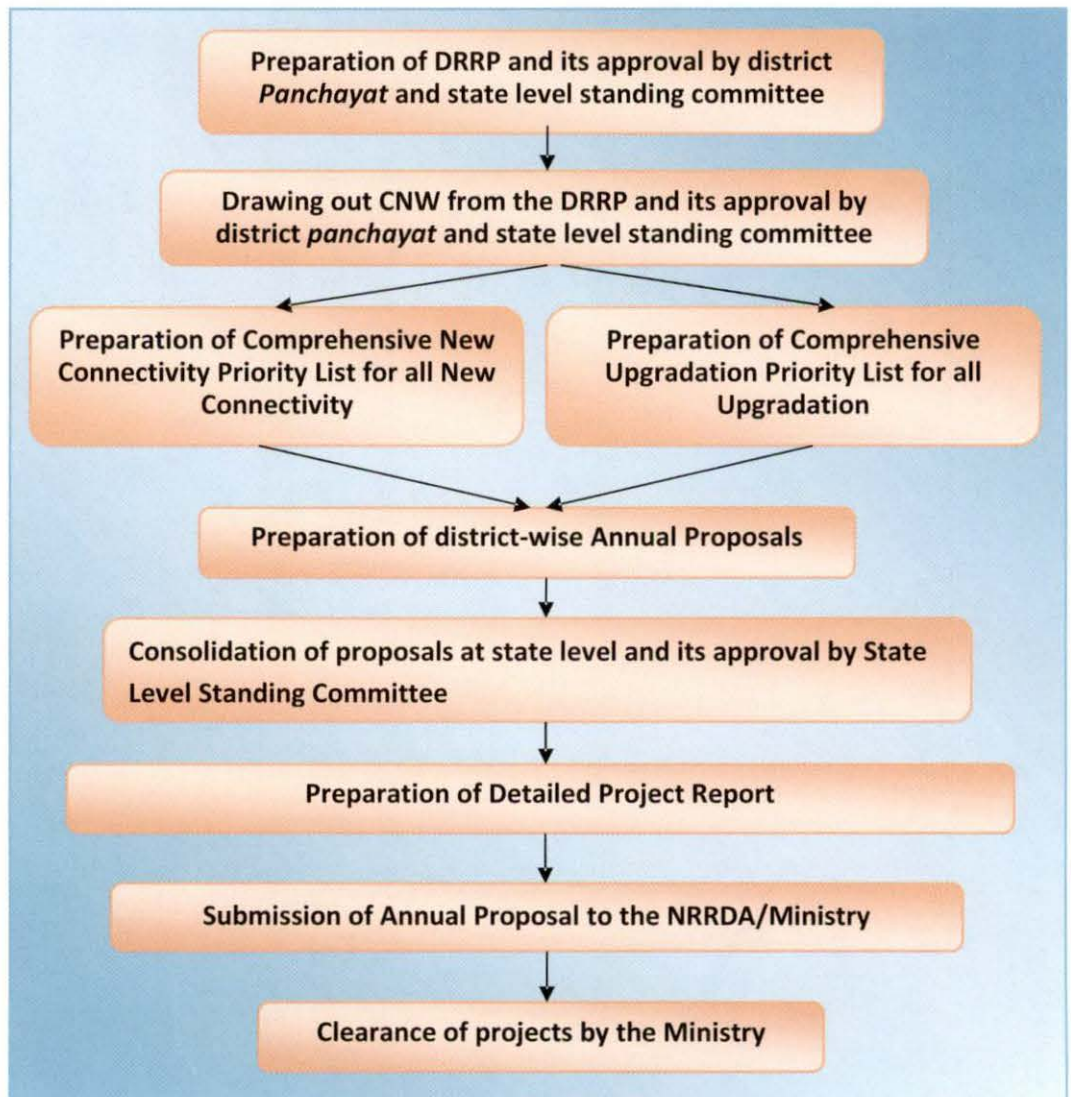 Preparation of DRRP and its approval by district
Panchayat and state level standing committee
Drawing out CNW from the DRRP and its approval by
district panchayat and state level standing committee
Preparation of Comprehensive New
Connectivity Priority List for all New
Connectivity
Preparation of Comprehensive
Upgradation Priority List for all
Upgradation
Preparation of district-wise Annual Proposals
Consolidation of proposals at state level and its approval by State
Level Standing Committee
Preparation of Detailed Project Report
Submission of Annual Proposal to the NRRDA/Ministry
Clearance of projects by the Ministry